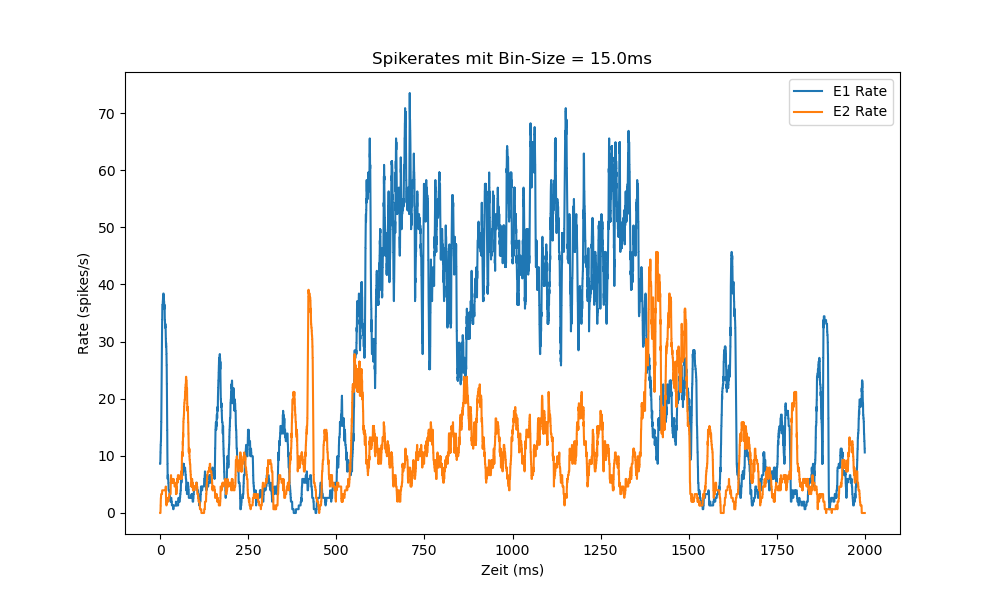 Spikerates mit Bin-Size = 15.0ms
E1 Rate
E2 Rate
Rate (spikes/s)
70
60
50
40
30
20
10
0
0 250 500 750 1000 1250 1500 1750 2000
Zeit (ms)